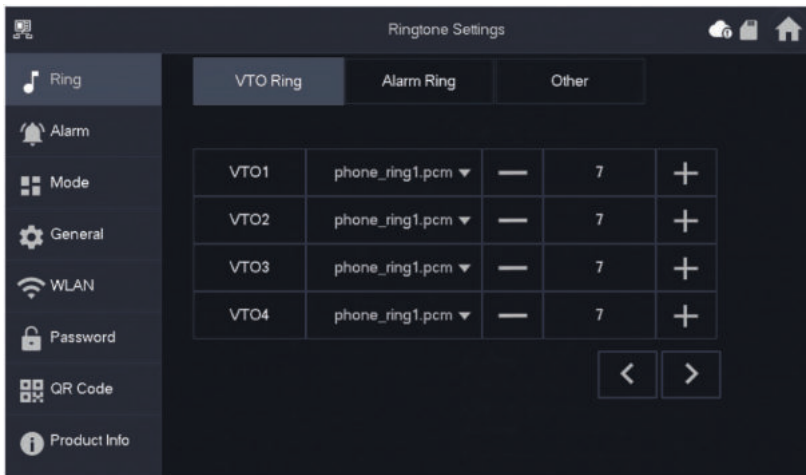 Ringtone Settings
Ring
Alarm
Mode
General
WLAN
Password
QR Code
Product Info
VTO Ring Alarm Ring Other
VTO1 phone_ring1.pcm 7
VTO2 phone_ring1.pcm 7
VTO3 phone_ring1.pcm 7
VTO4 phone_ring1.pcm 7